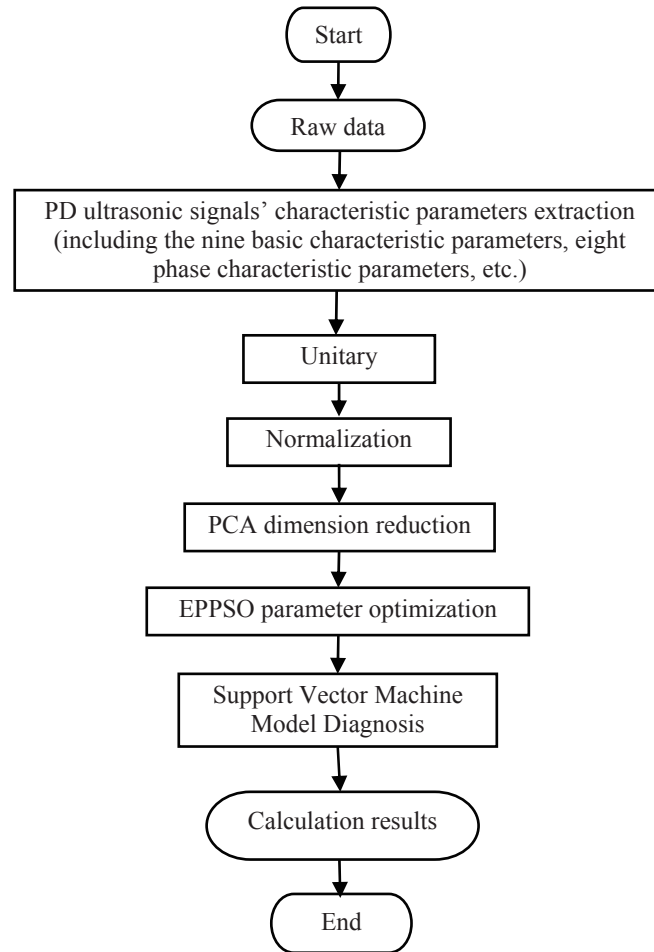 Start
Raw data
PD ultrasonic signals’ characteristic parameters extraction
(including the nine basic characteristic parameters, eight
phase characteristic parameters, etc.)
Unitary
Normalization
PCA dimension reduction
EPPSO parameter optimization
Support Vector Machine
Model Diagnosis
Calculation results
End